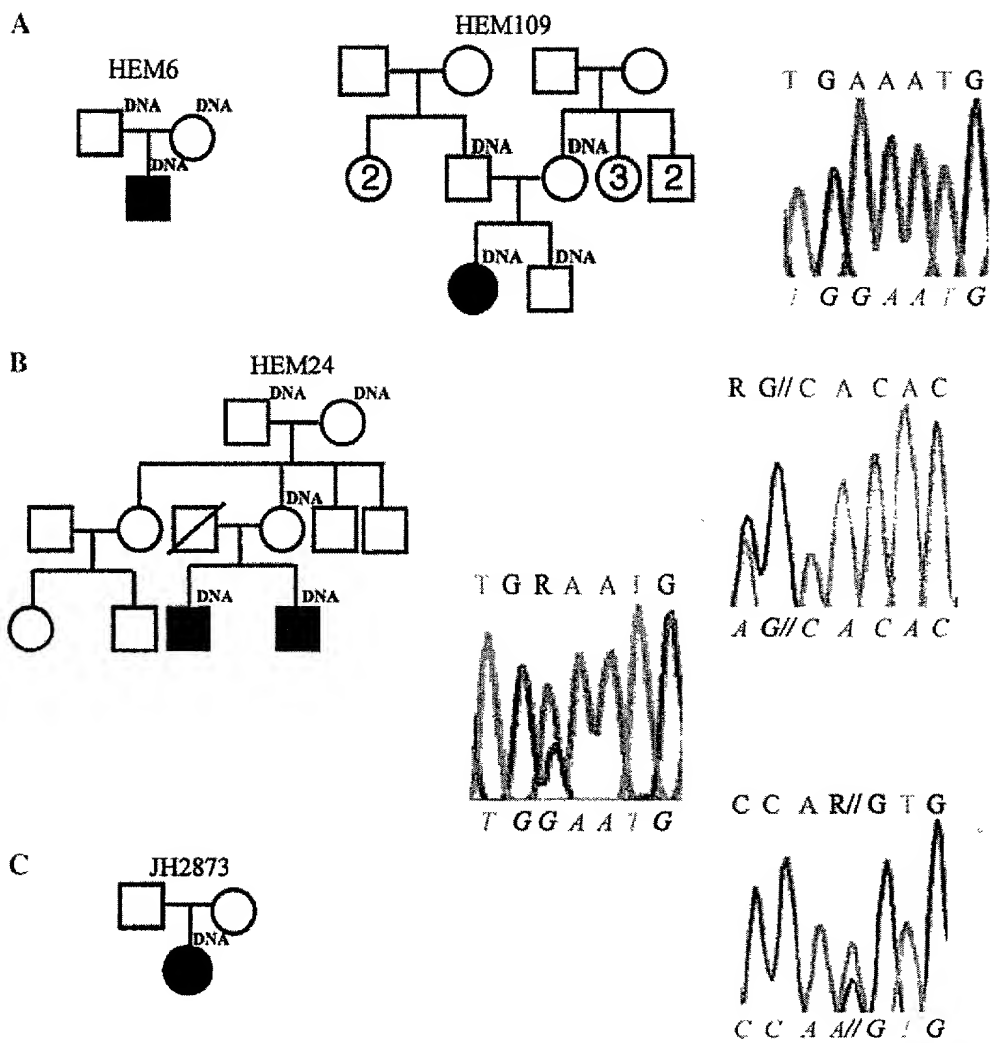 A
HEM6
DNA DNA
DNA
HEM109
DNA DNA
2 3 2
DNA DNA
T G A A A T G
T G G A A T G
B
HEM24
DNA DNA
DNA
DNA DNA
R G// C A C A C
A G// C A C A C
T G R A A T G
T G G A A T G
C
JH2873
DNA
C C A R// G T G
C C A A// G T G